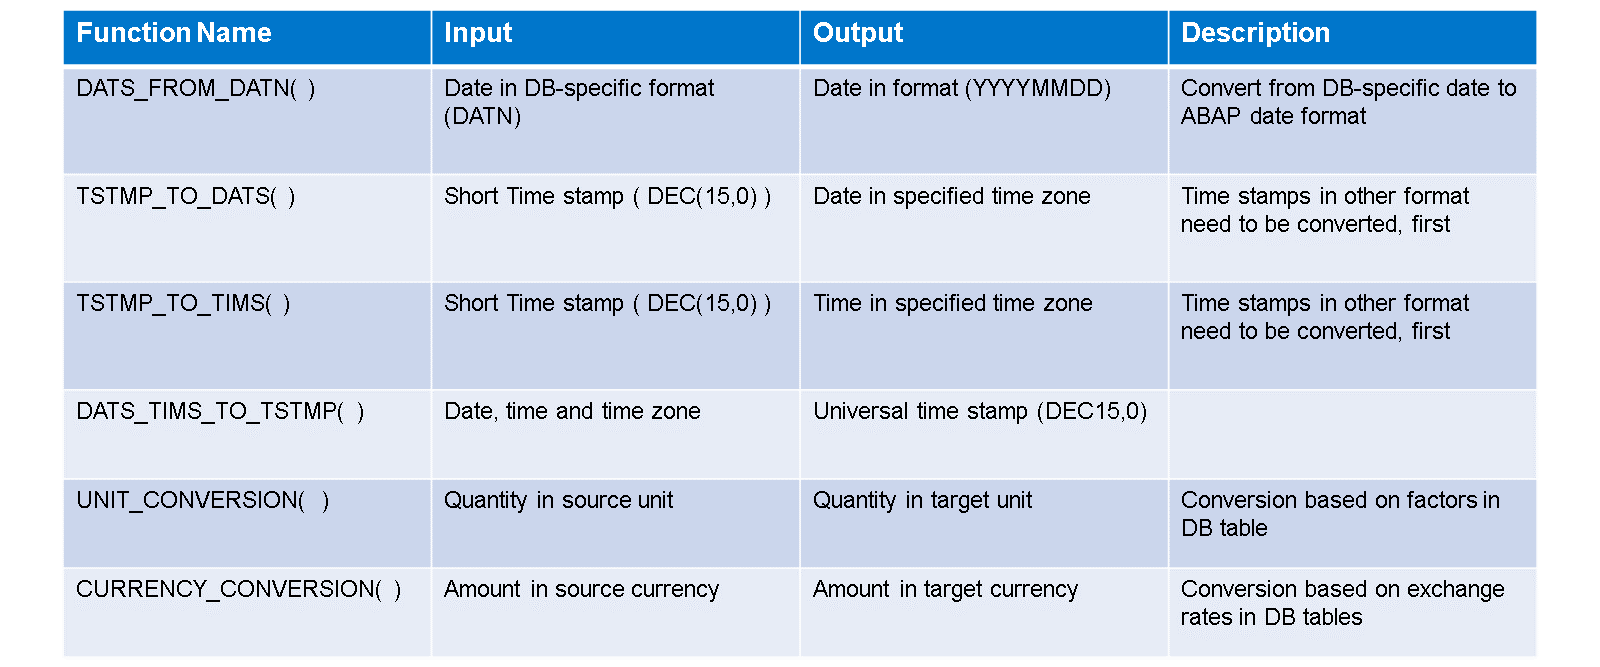 Function Name Input Output Description
DATS_FROM_DATN( ) Date in DB-specific format Date in format (YYYYMMDD) Convert from DB-specific date to
(DATN) ABAP date format
TSTMP_TO_DATS( ) Short Time stamp ( DEC(15,0) ) Date in specified time zone Time stamps in other format
need to be converted, first
TSTMP_TO_TIMS( ) Short Time stamp ( DEC(15,0) ) Time in specified time zone Time stamps in other format
need to be converted, first
DATS_TIMS_TO_TSTMP( ) Date, time and time zone Universal time stamp (DEC15,0)
UNIT_CONVERSION( ) Quantity in source unit Quantity in target unit Conversion based on factors in
DB table
CURRENCY_CONVERSION( ) Amount in source currency Amount in target currency Conversion based on exchange
rates in DB tables